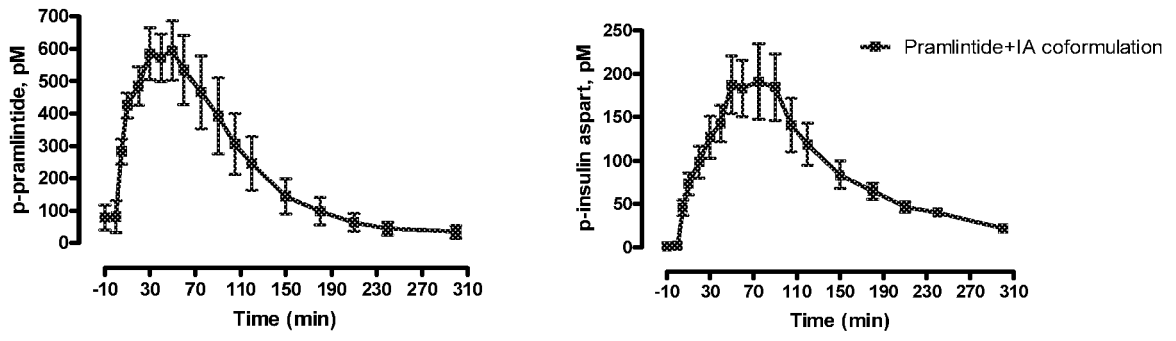 p-pramlintide, pM
700
600
500
400
300
200
100
0
-10 30 70 110 150 190 230 270 310
Time (min)
p-insulin aspart, pM
250
200
150
100
50
0
-10 30 70 110 150 190 230 270 310
Time (min)
Pramlintide+IA coformulation